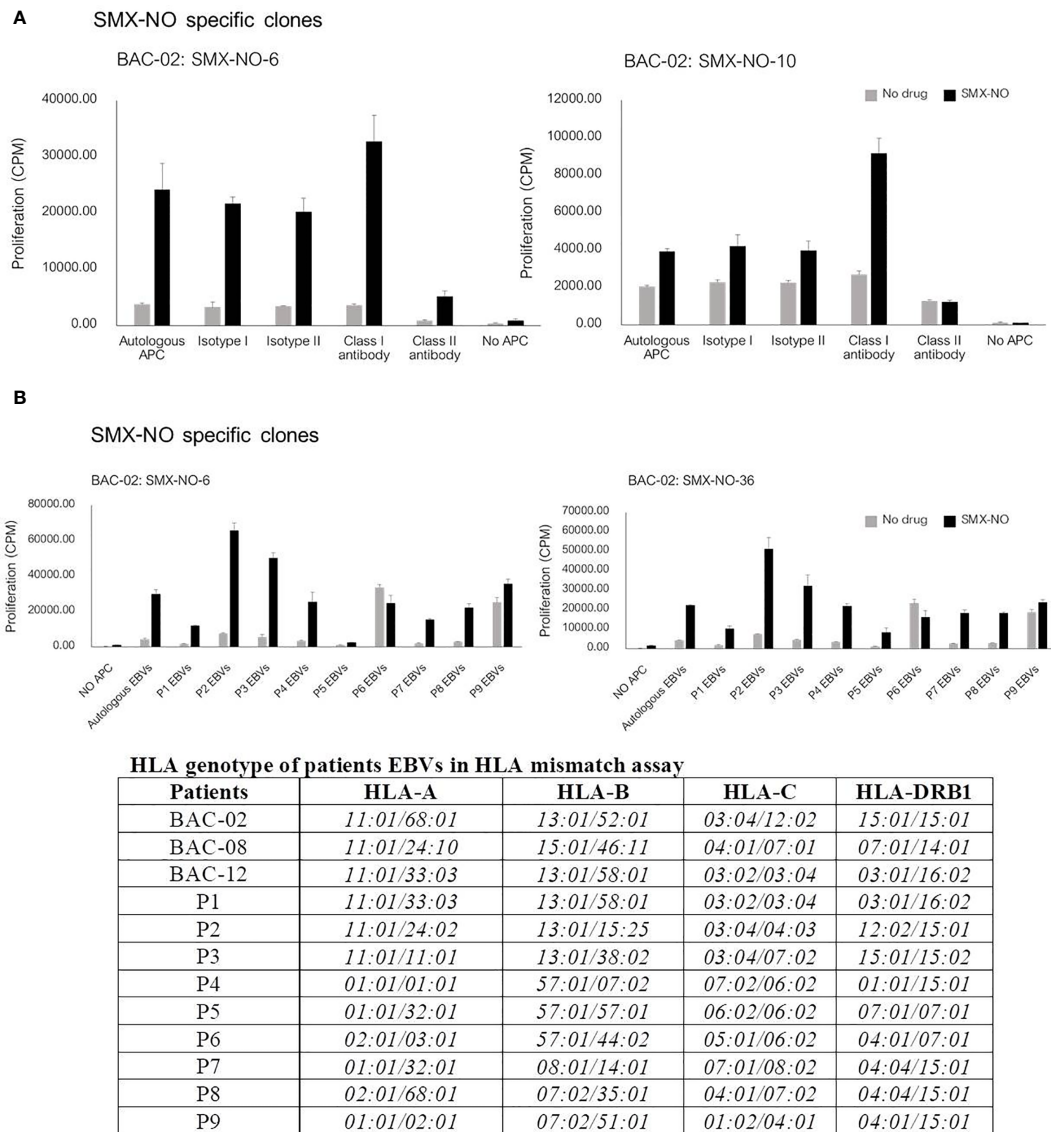 A
SMX-NO specific clones
BAC-02: SMX-NO-6
Proliferation (CPM)
40000.00
30000.00
20000.00
10000.00
0.00
Autologous APC
Isotype I
Isotype II
Class I antibody
Class II antibody
No APC
BAC-02: SMX-NO-10
No drug
SMX-NO
Proliferation (CPM)
12000.00
10000.00
8000.00
6000.00
4000.00
2000.00
0.00
Autologous APC
Isotype I
Isotype II
Class I antibody
Class II antibody
No APC
B
SMX-NO specific clones
BAC-02: SMX-NO-6
Proliferation (CPM)
80000.00
60000.00
40000.00
20000.00
0.00
NO APC
Autologous EBVs
P1 EBVs
P2 EBVs
P3 EBVs
P4 EBVs
P5 EBVs
P6 EBVs
P7 EBVs
P8 EBVs
P9 EBVs
BAC-02: SMX-NO-36
No drug
SMX-NO
Proliferation (CPM)
70000.00
60000.00
50000.00
40000.00
30000.00
20000.00
10000.00
0.00
NO APC
Autologous EBVs
P1 EBVs
P2 EBVs
P3 EBVs
P4 EBVs
P5 EBVs
P6 EBVs
P7 EBVs
P8 EBVs
P9 EBVs
HLA genotype of patients EBVs in HLA mismatch assay
Patients HLA-A HLA-B HLA-C HLA-DRB1
BAC-02 11:01/68:01 13:01/52:01 03:04/12:02 15:01/15:01
BAC-08 11:01/24:10 15:01/46:11 04:01/07:01 07:01/14:01
BAC-12 11:01/33:03 13:01/58:01 03:02/03:04 03:01/16:02
P1 11:01/33:03 13:01/58:01 03:02/03:04 03:01/16:02
P2 11:01/24:02 13:01/15:25 03:04/04:03 12:02/15:01
P3 11:01/11:01 13:01/38:02 03:04/07:02 15:01/15:02
P4 01:01/01:01 57:01/07:02 07:02/06:02 01:01/15:01
P5 01:01/32:01 57:01/57:01 06:02/06:02 07:01/07:01
P6 02:01/03:01 57:01/44:02 05:01/06:02 04:01/07:01
P7 01:01/32:01 08:01/14:01 07:01/08:02 04:04/15:01
P8 02:01/68:01 07:02/35:01 04:01/07:02 04:04/15:01
P9 01:01/02:01 07:02/51:01 01:02/04:01 04:01/15:01